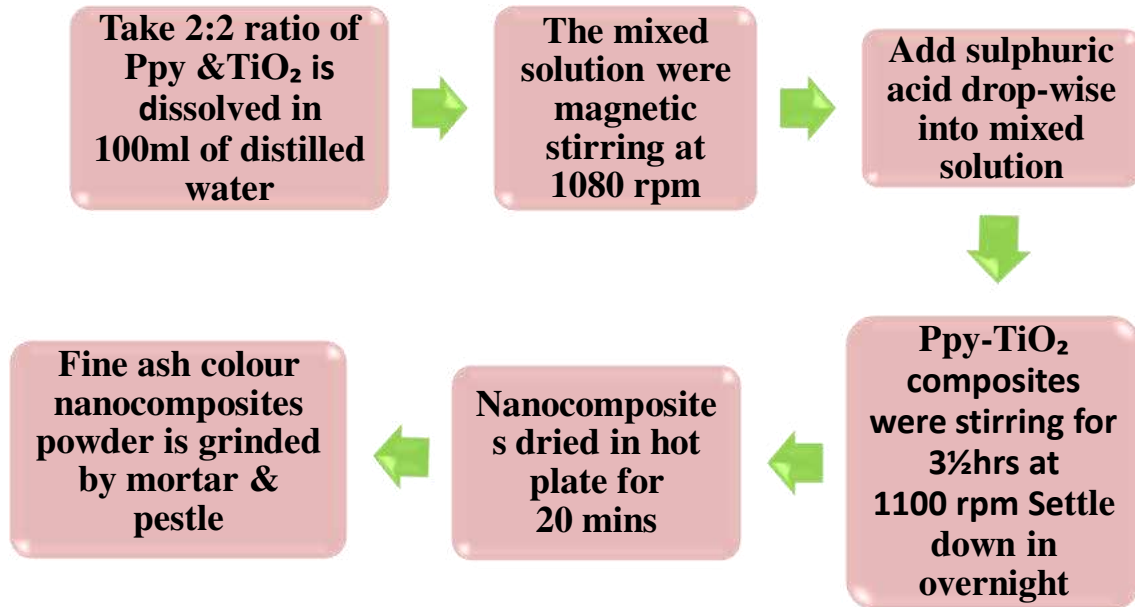 Take 2:2 ratio of
Ppy &TiO₂ is
dissolved in
100ml of distilled
water
The mixed
solution were
magnetic
stirring at
1080 rpm
Add sulphuric
acid drop-wise
into mixed
solution
Ppy-TiO₂
composites
were stirring for
3½hrs at
1100 rpm Settle
down in
overnight
Nanocomposite
s dried in hot
plate for
20 mins
Fine ash colour
nanocomposites
powder is grinded
by mortar &
pestle